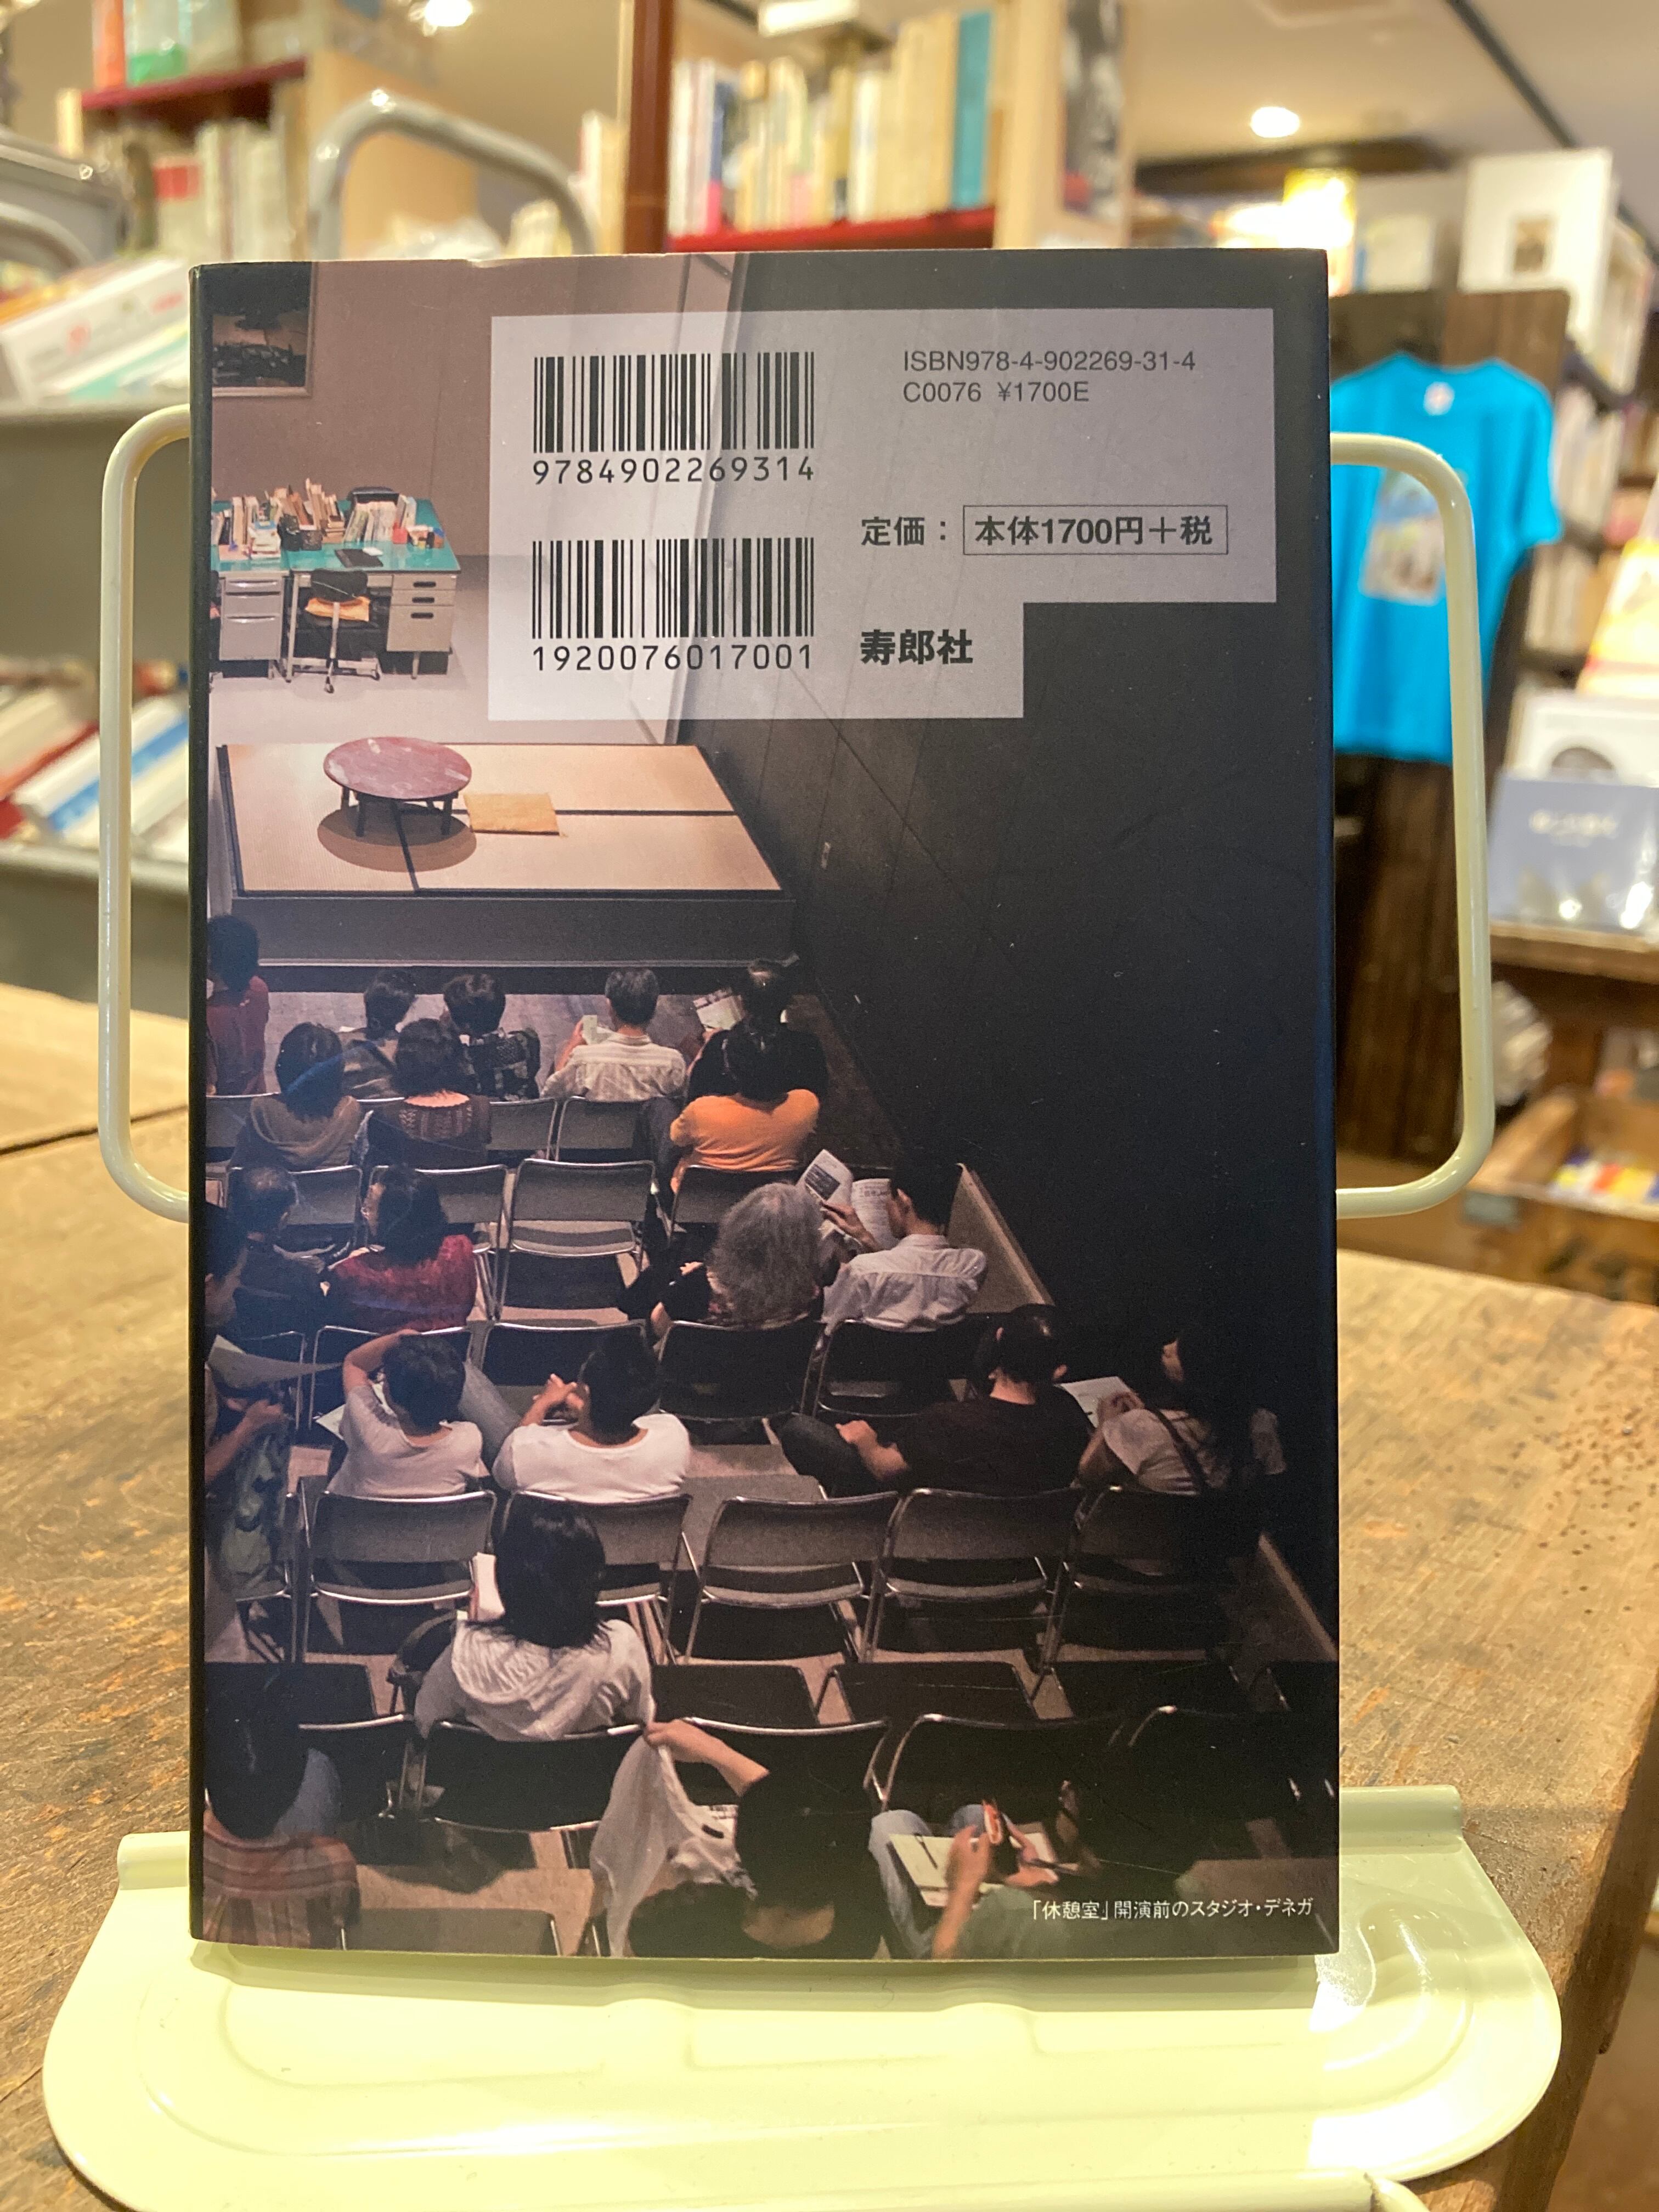 ISBN978-4-902269-31-4
C0076 ¥1700E
9784902269314
定価：本体1700円＋税
1920076017001
寿郎社
「休憩室」開演前のスタジオ・デネガ